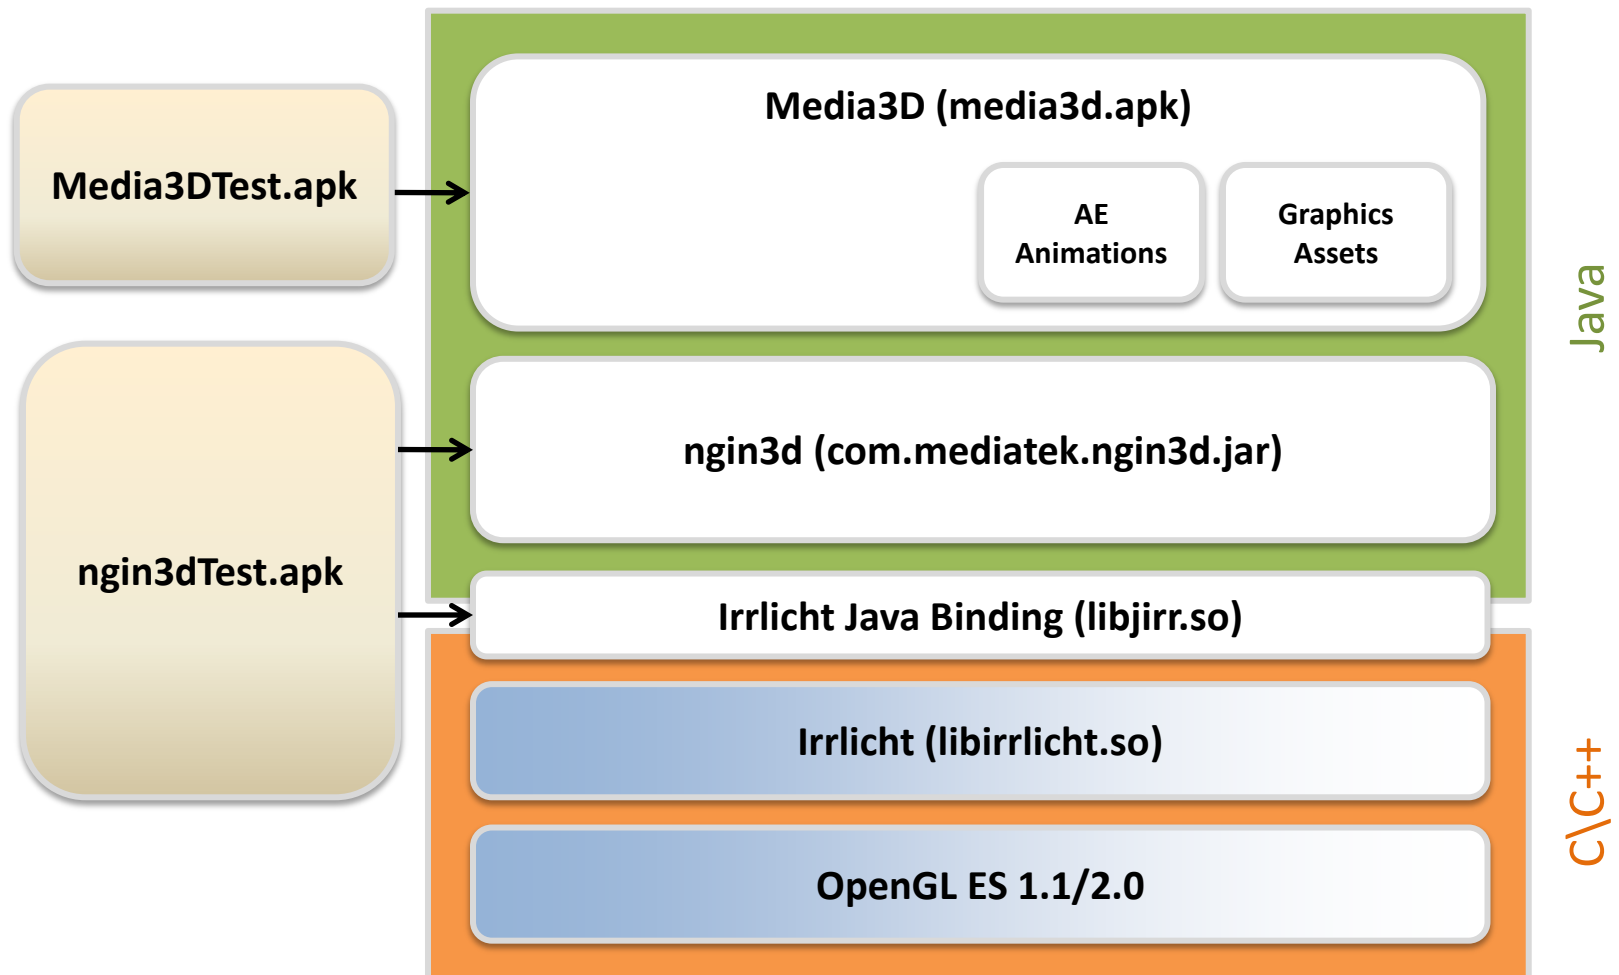 Media3D (media3d.apk)
Media3DTest.apk
AE
Animations
Graphics
Assets
Java
ngin3d (com.mediatek.ngin3d.jar)
ngin3dTest.apk
Irrlicht Java Binding (libjirr.so)
Irrlicht (libirrlicht.so)
C\C++
OpenGL ES 1.1/2.0